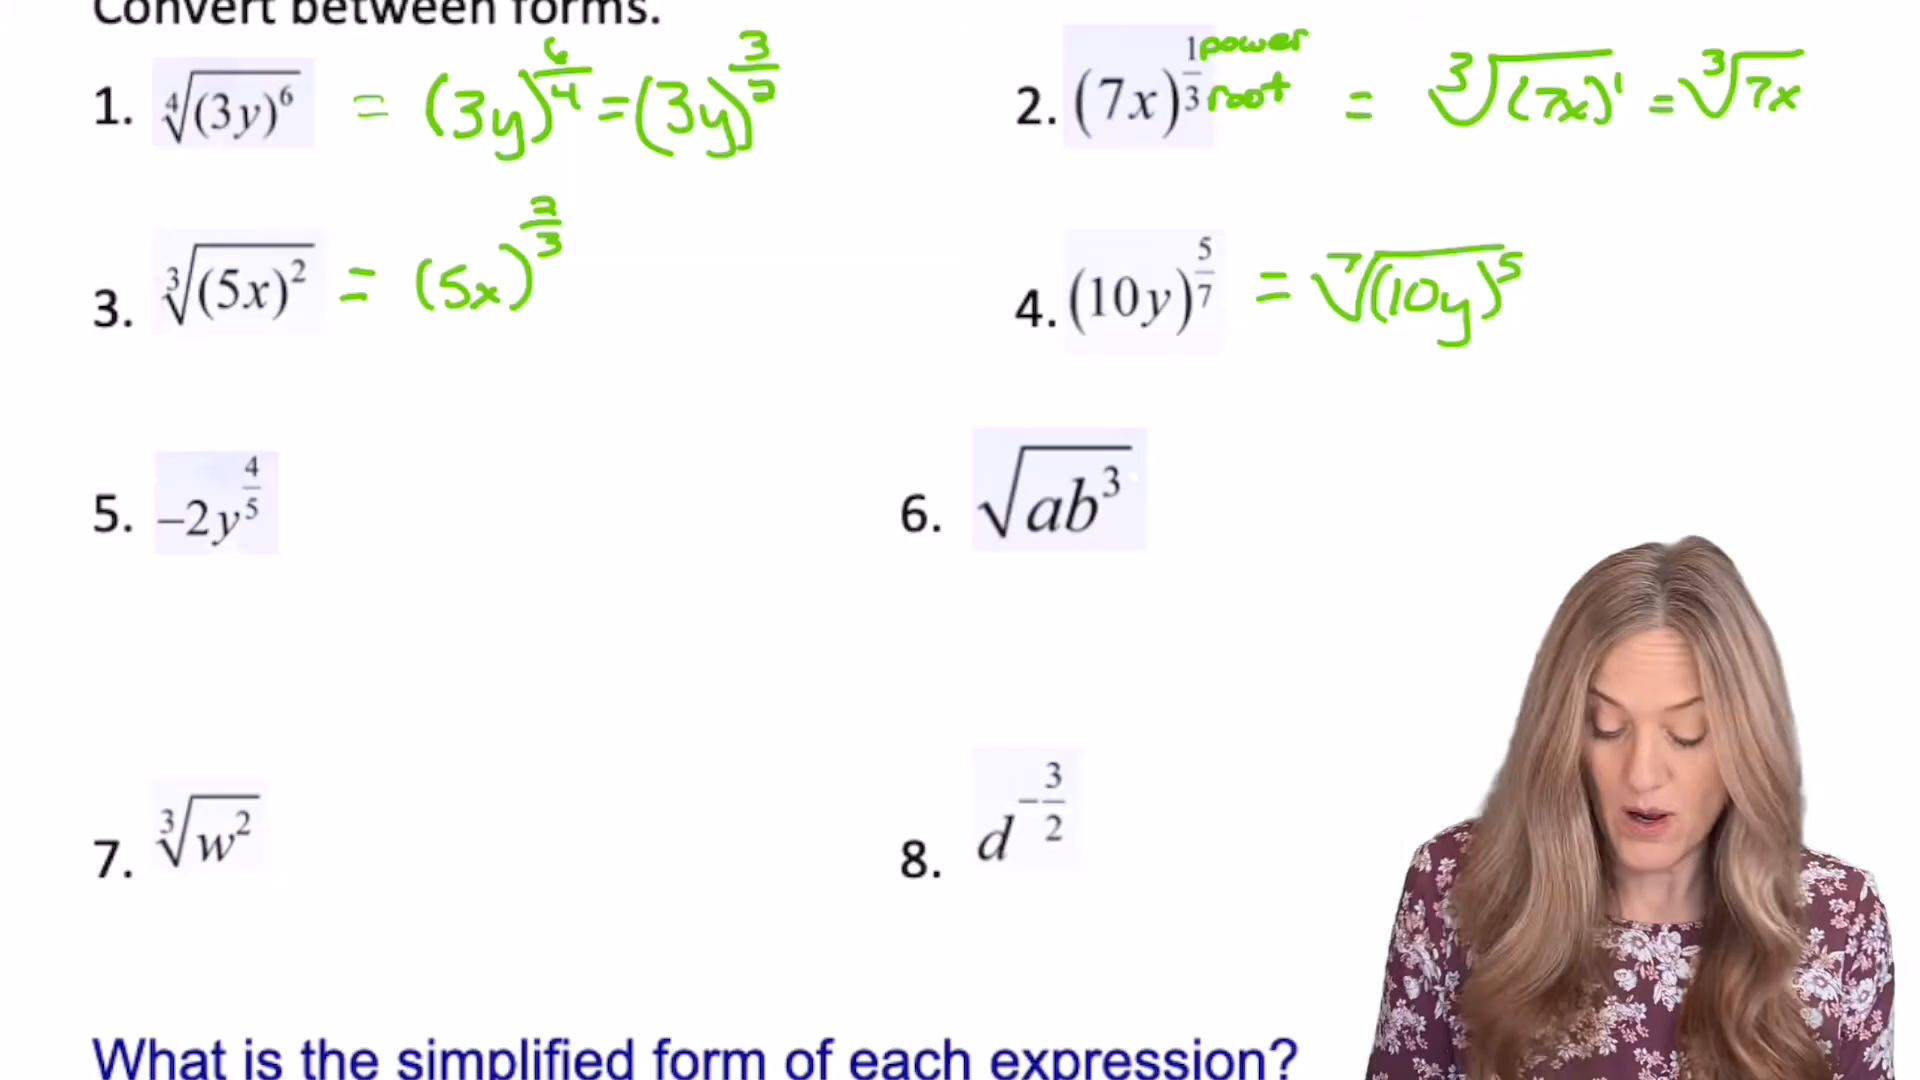 Convert between forms.
1. ∜(3y)⁶ = (3y)^(6/4) = (3y)^(3/2)
2. (7x)^(1/3) power root = ∛(7x)¹ = ∛7x
3. ∛(5x)² = (5x)^(2/3)
4. (10y)^(5/7) = ⁷√(10y)⁵
5. −2y^(4/5)
6. √ab³
7. ∛w²
8. d^(−3/2)
What is the simplified form of each expression?